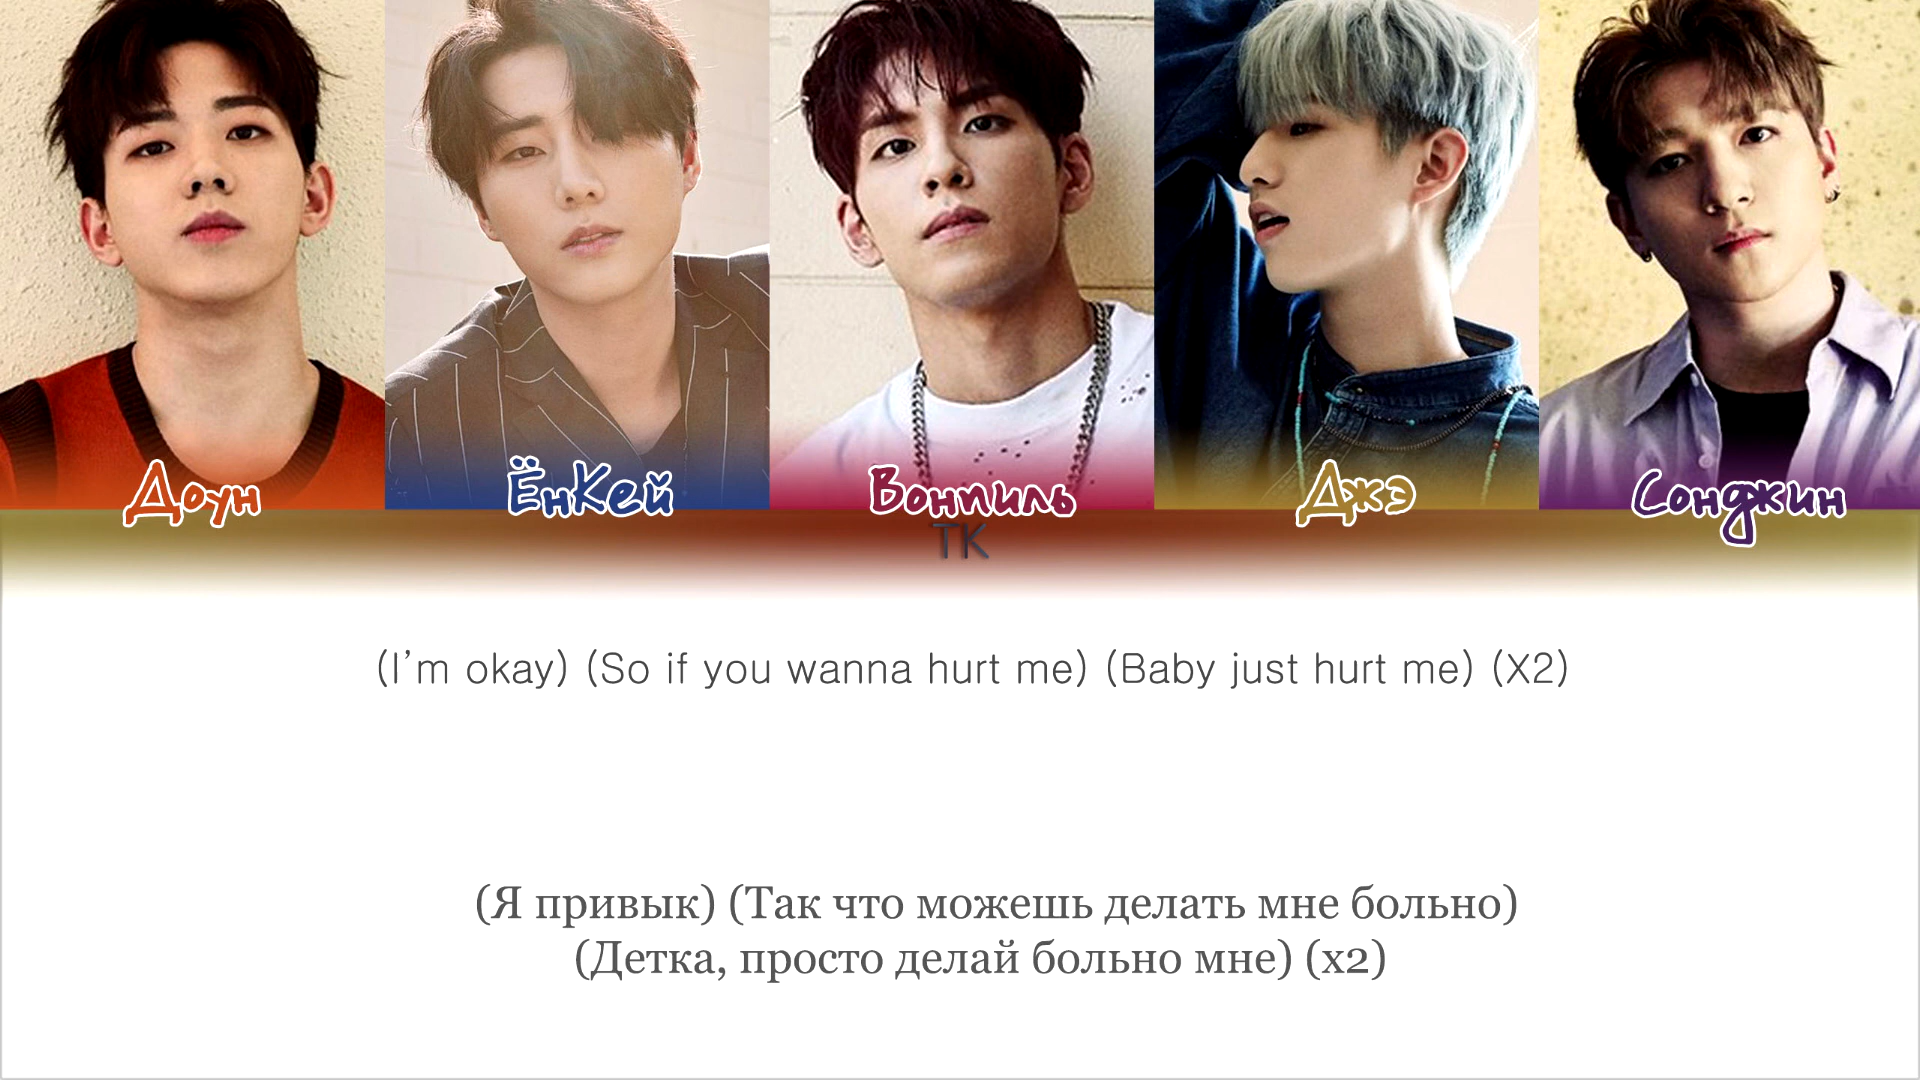 Доун ЁнКей Вонпиль Джэ Сонджин
TK
(I’m okay) (So if you wanna hurt me) (Baby just hurt me) (X2)
(Я привык) (Так что можешь делать мне больно)
(Детка, просто делай больно мне) (x2)